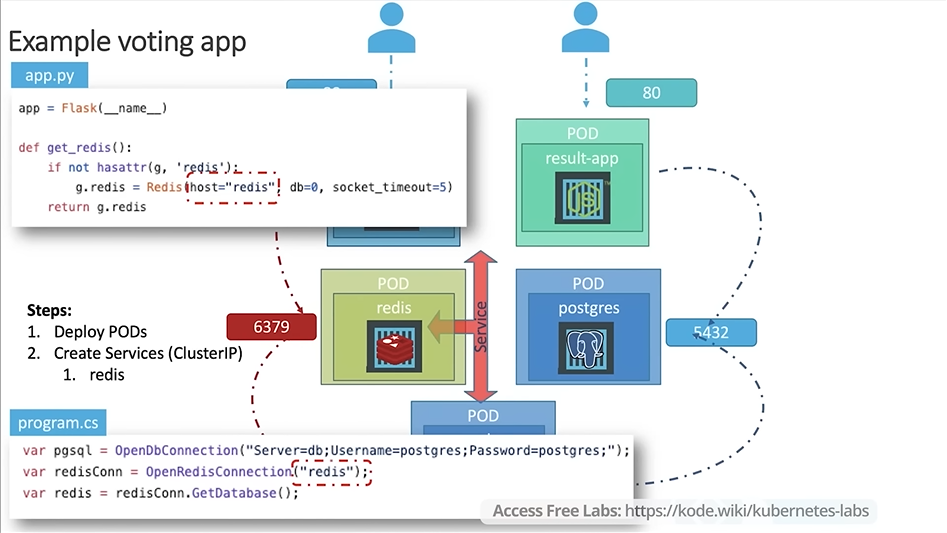 Example voting app
app.py
app = Flask(__name__)
def get_redis():
if not hasattr(g, 'redis'):
g.redis = Redis(host="redis", db=0, socket_timeout=5)
return g.redis
80
POD
result-app
JS
TM
Steps:
1. Deploy PODs
2. Create Services (ClusterIP)
1. redis
6379
POD
redis
Service
POD
postgres
5432
POD
program.cs
var pgsql = OpenDbConnection("Server=db;Username=postgres;Password=postgres;");
var redisConn = OpenRedisConnection("redis");
var redis = redisConn.GetDatabase();
Access Free Labs: https://kode.wiki/kubernetes-labs